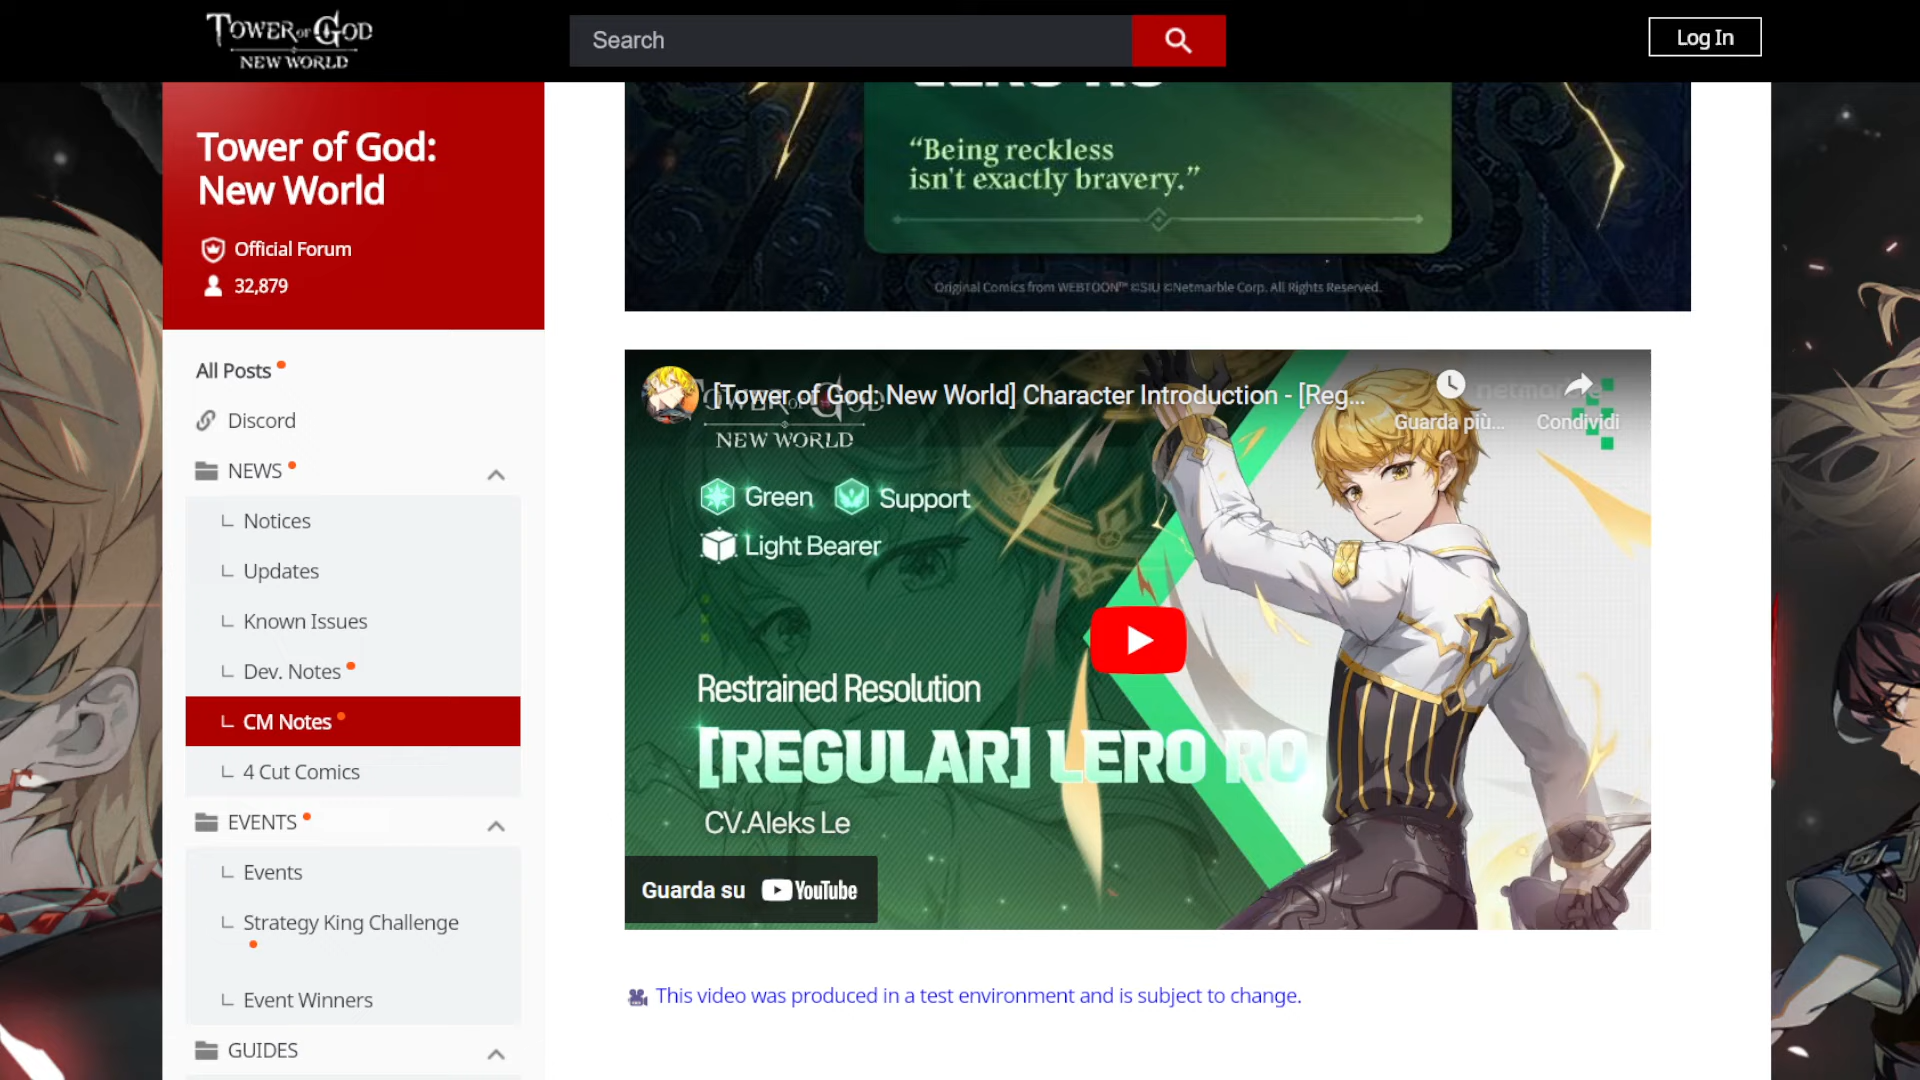 TOWER OF GOD
NEW WORLD
Search
Log In
Tower of God:
New World
Official Forum
32,879
All Posts
Discord
NEWS
Notices
Updates
Known Issues
Dev. Notes
CM Notes
4 Cut Comics
EVENTS
Events
Strategy King Challenge
Event Winners
GUIDES
“Being reckless
isn't exactly bravery.”
Original Comics from WEBTOON™ ©SIU ©Netmarble Corp. All Rights Reserved.
[Tower of God: New World] Character Introduction - [Reg...
Guarda più...
Condividi
netmarble
TOWER OF GOD
NEW WORLD
Green
Support
Light Bearer
Restrained Resolution
[REGULAR] LERO RO
CV.Aleks Le
Guarda su YouTube
This video was produced in a test environment and is subject to change.